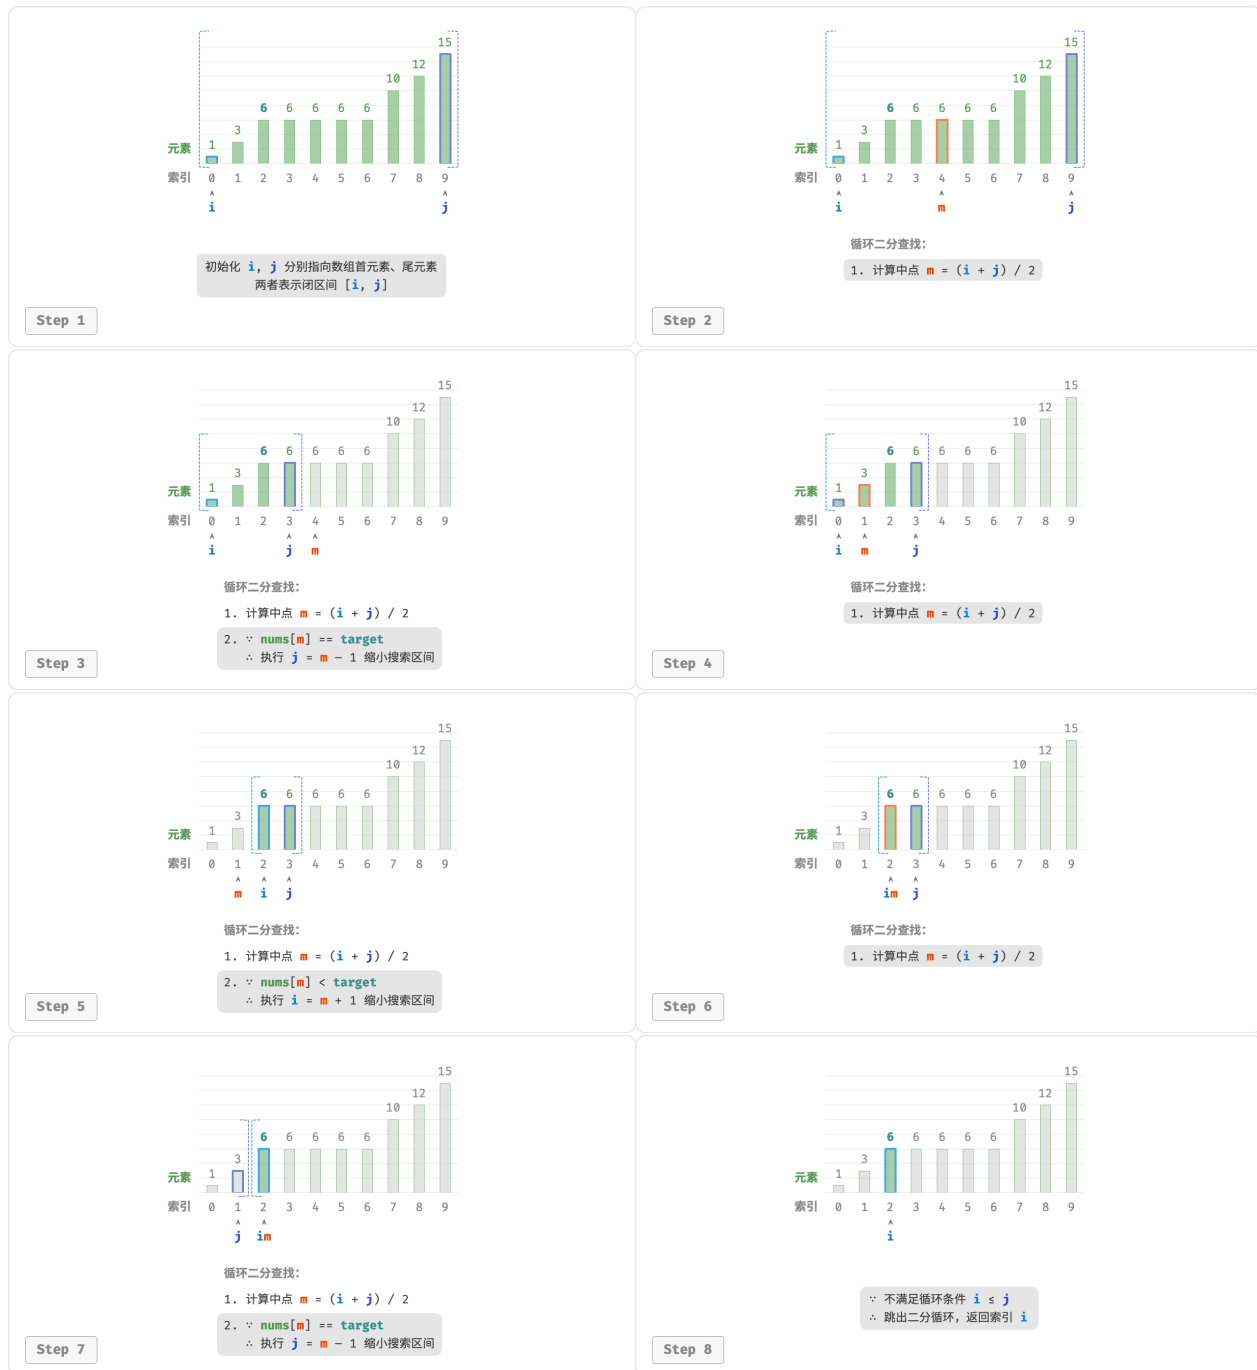 15
12
10
6 6 6 6 6
3
1
元素
索引 0 1 2 3 4 5 6 7 8 9
i j
初始化 i, j 分别指向数组首元素、尾元素
两者表示闭区间 [i, j]
Step 1
15
12
10
6 6 6 6 6
3
1
元素
索引 0 1 2 3 4 5 6 7 8 9
i m j
循环二分查找：
1. 计算中点 m = (i + j) / 2
Step 2
15
12
10
6 6 6 6 6
3
1
元素
索引 0 1 2 3 4 5 6 7 8 9
i j m
循环二分查找：
1. 计算中点 m = (i + j) / 2
2. ∵ nums[m] == target
∴ 执行 j = m − 1 缩小搜索区间
Step 3
15
12
10
6 6 6 6 6
3
1
元素
索引 0 1 2 3 4 5 6 7 8 9
i m j
循环二分查找：
1. 计算中点 m = (i + j) / 2
Step 4
15
12
10
6 6 6 6 6
3
1
元素
索引 0 1 2 3 4 5 6 7 8 9
m i j
循环二分查找：
1. 计算中点 m = (i + j) / 2
2. ∵ nums[m] < target
∴ 执行 i = m + 1 缩小搜索区间
Step 5
15
12
10
6 6 6 6 6
3
1
元素
索引 0 1 2 3 4 5 6 7 8 9
im j
循环二分查找：
1. 计算中点 m = (i + j) / 2
Step 6
15
12
10
6 6 6 6 6
3
1
元素
索引 0 1 2 3 4 5 6 7 8 9
j im
循环二分查找：
1. 计算中点 m = (i + j) / 2
2. ∵ nums[m] == target
∴ 执行 j = m − 1 缩小搜索区间
Step 7
15
12
10
6 6 6 6 6
3
1
元素
索引 0 1 2 3 4 5 6 7 8 9
i
∵ 不满足循环条件 i ≤ j
∴ 跳出二分循环，返回索引 i
Step 8